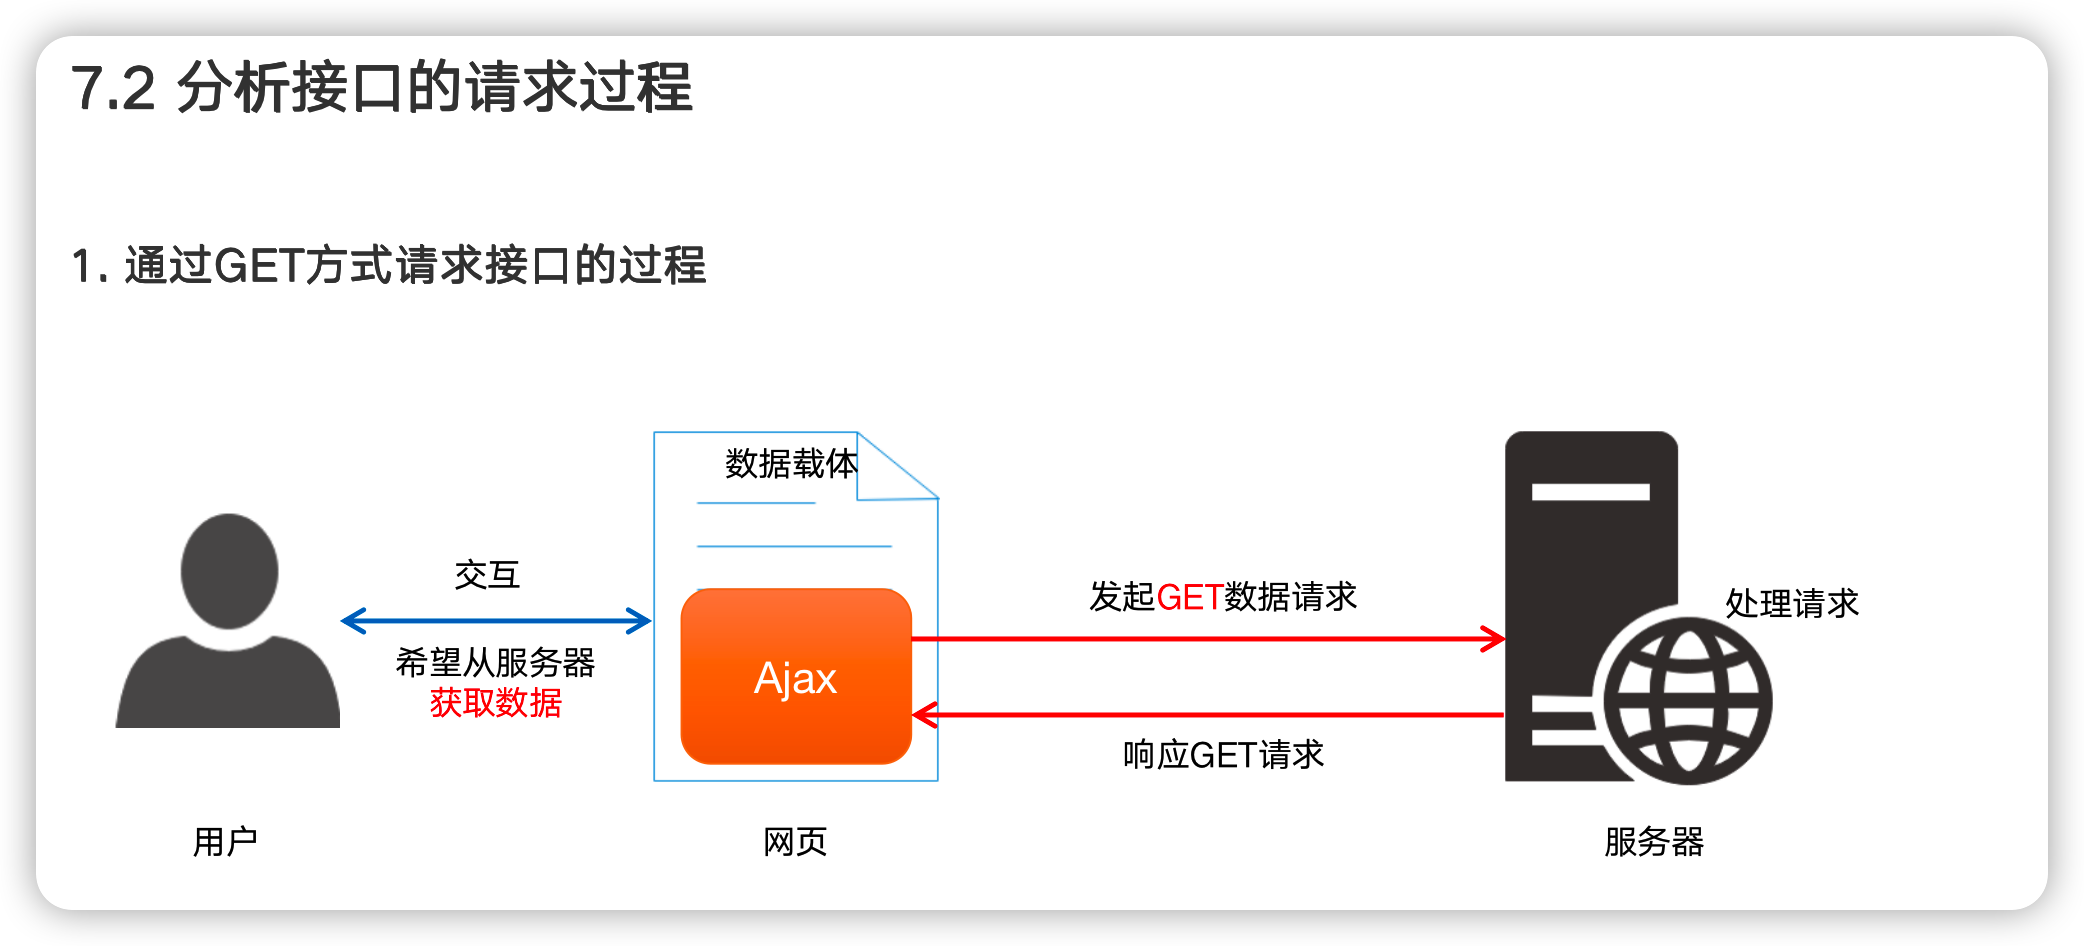 7.2 分析接口的请求过程
1. 通过GET方式请求接口的过程
数据载体
交互
希望从服务器
获取数据
Ajax
发起GET数据请求
响应GET请求
处理请求
用户
网页
服务器